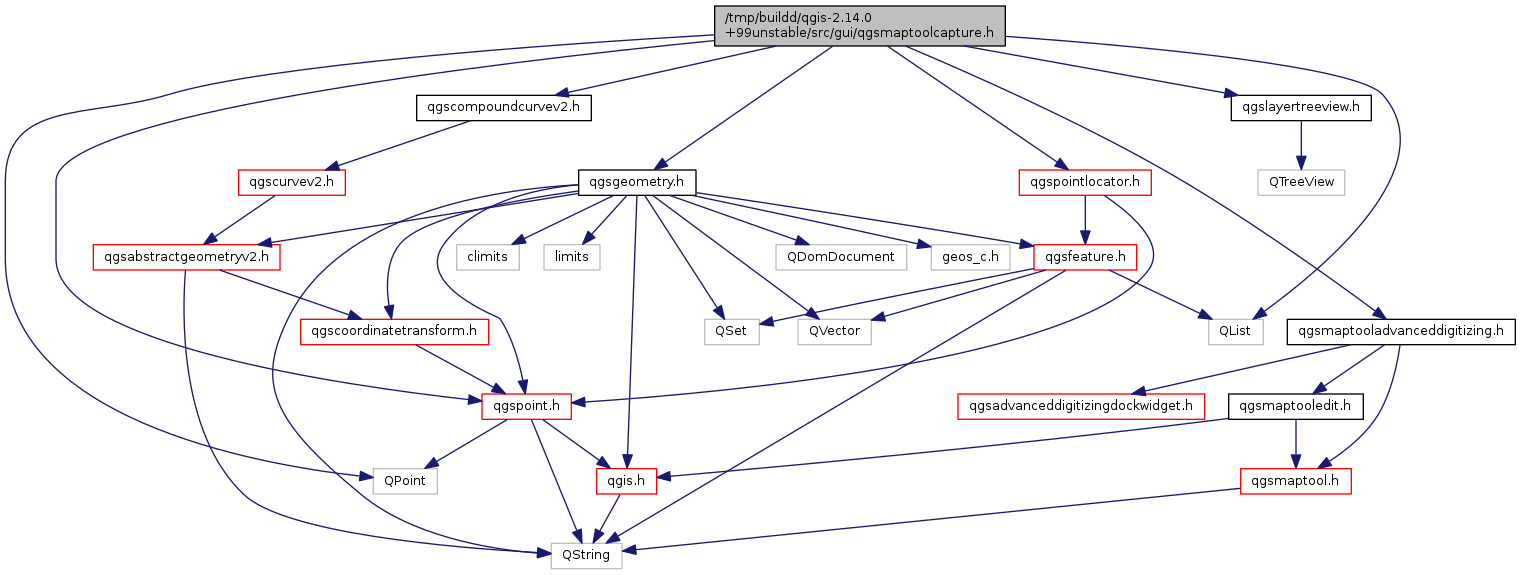 /tmp/buildd/qgis-2.14.0
+99unstable/src/gui/qgsmaptoolcapture.h
qgscompoundcurvev2.h
qgslayertreeview.h
qgscurvev2.h
qgsgeometry.h
qgspointlocator.h
QTreeView
qgsabstractgeometryv2.h
climits
limits
QDomDocument
geos_c.h
qgsfeature.h
qgscoordinatetransform.h
QSet
QVector
QList
qgsmaptooladvanceddigitizing.h
qgspoint.h
qgsadvanceddigitizingdockwidget.h
qgsmaptooledit.h
QPoint
qgis.h
qgsmaptool.h
QString